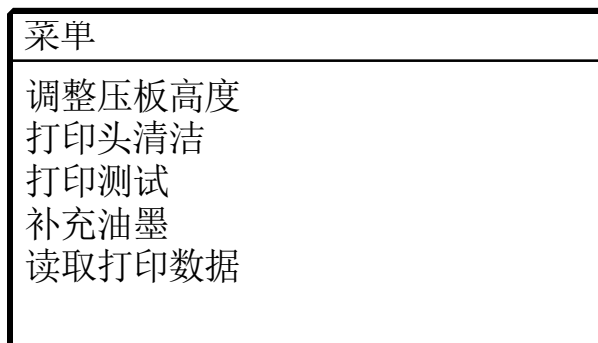 菜单
调整压板高度
打印头清洁
打印测试
补充油墨
读取打印数据